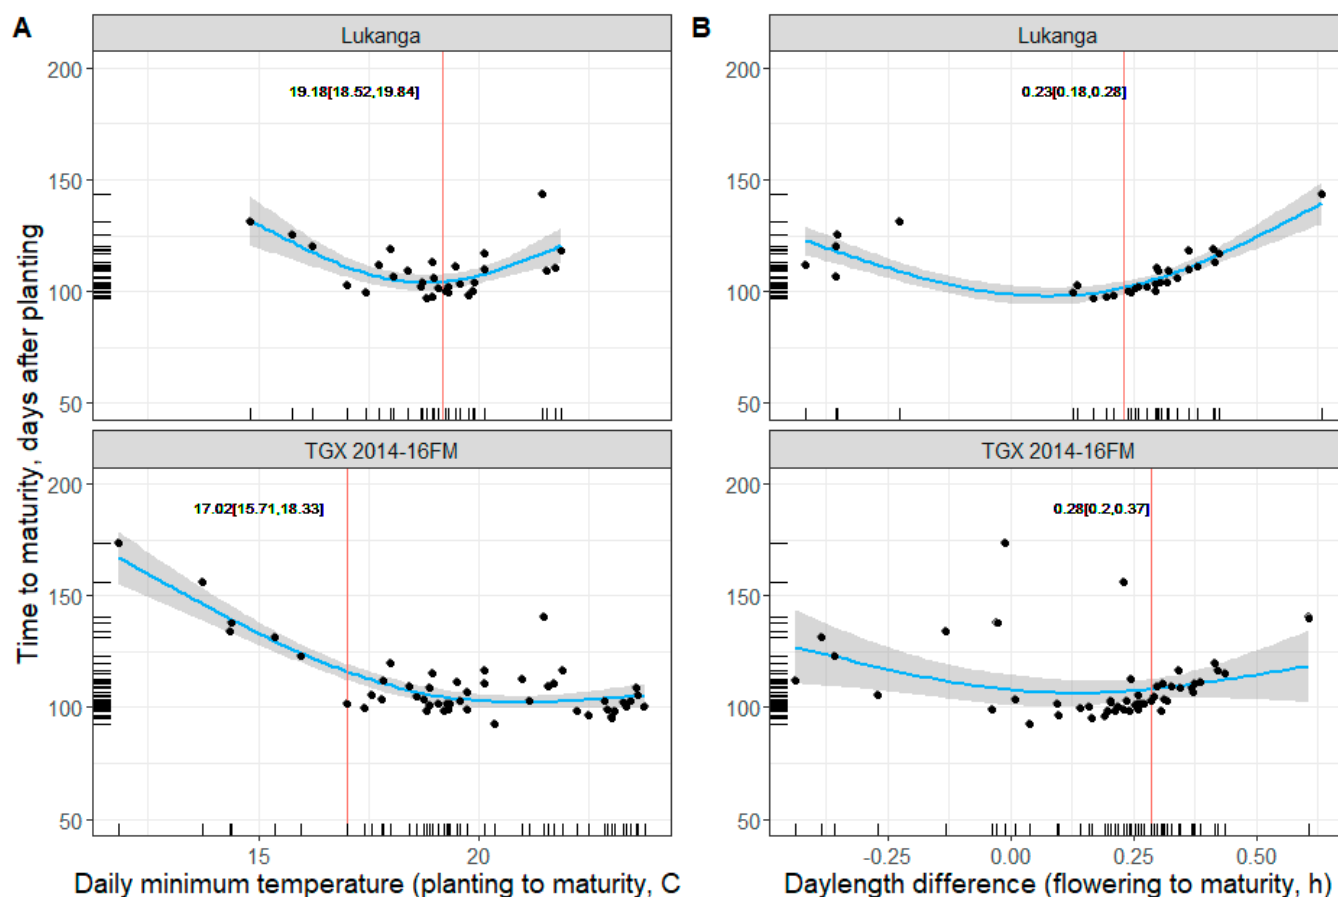 A
B
Lukanga
Lukanga
200
150
100
50
19.18[18.52,19.84]
0.23[0.18,0.28]
200
150
100
50
TGX 2014-16FM
TGX 2014-16FM
200
150
100
50
17.02[15.71,18.33]
0.28[0.2,0.37]
200
150
100
50
Time to maturity, days after planting
15
20
-0.25
0.00
0.25
0.50
Daily minimum temperature (planting to maturity, C
Daylength difference (flowering to maturity, h)